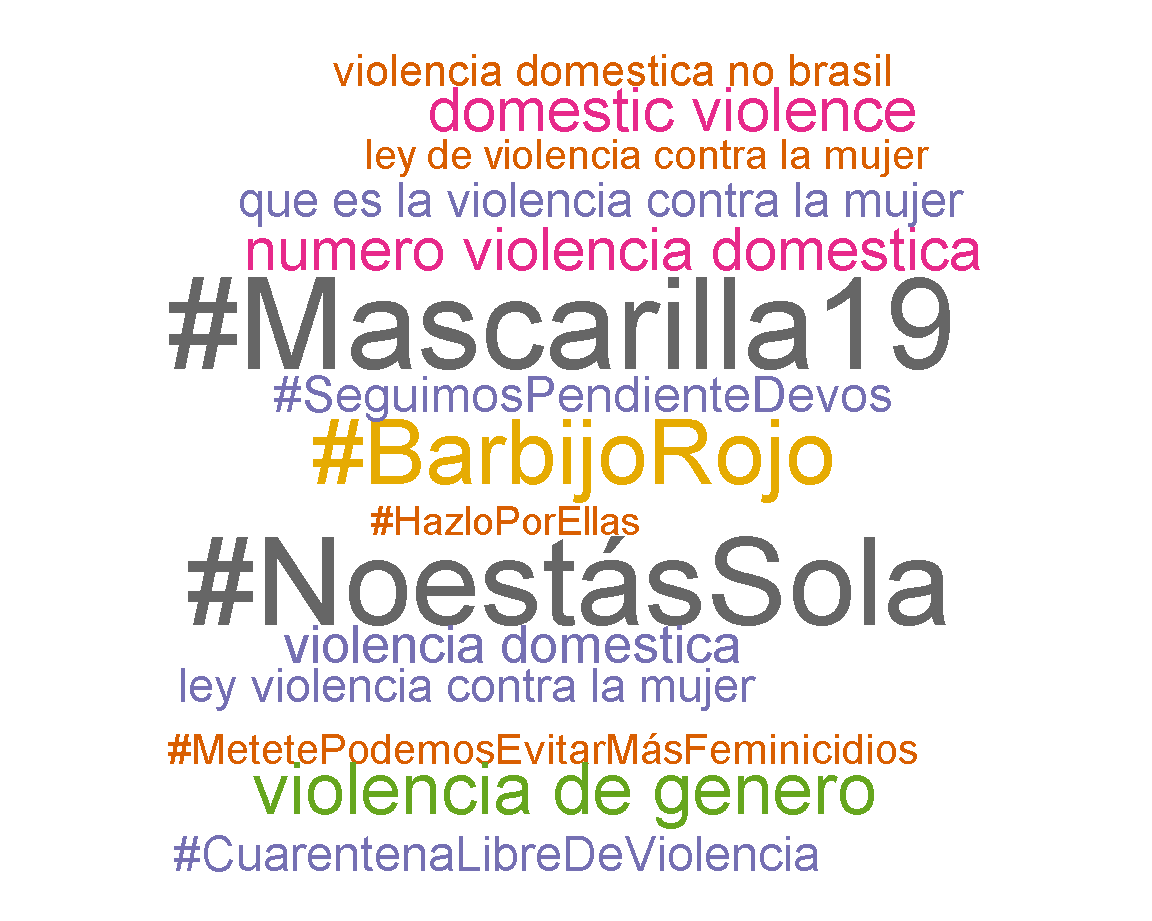 violencia domestica no brasil
domestic violence
ley de violencia contra la mujer
que es la violencia contra la mujer
numero violencia domestica
#Mascarilla19
#SeguimosPendienteDevos
#BarbijoRojo
#HazloPorEllas
#NoestásSola
violencia domestica
ley violencia contra la mujer
#MetetePodemosEvitarMásFeminicidios
violencia de genero
#CuarentenaLibreDeViolencia